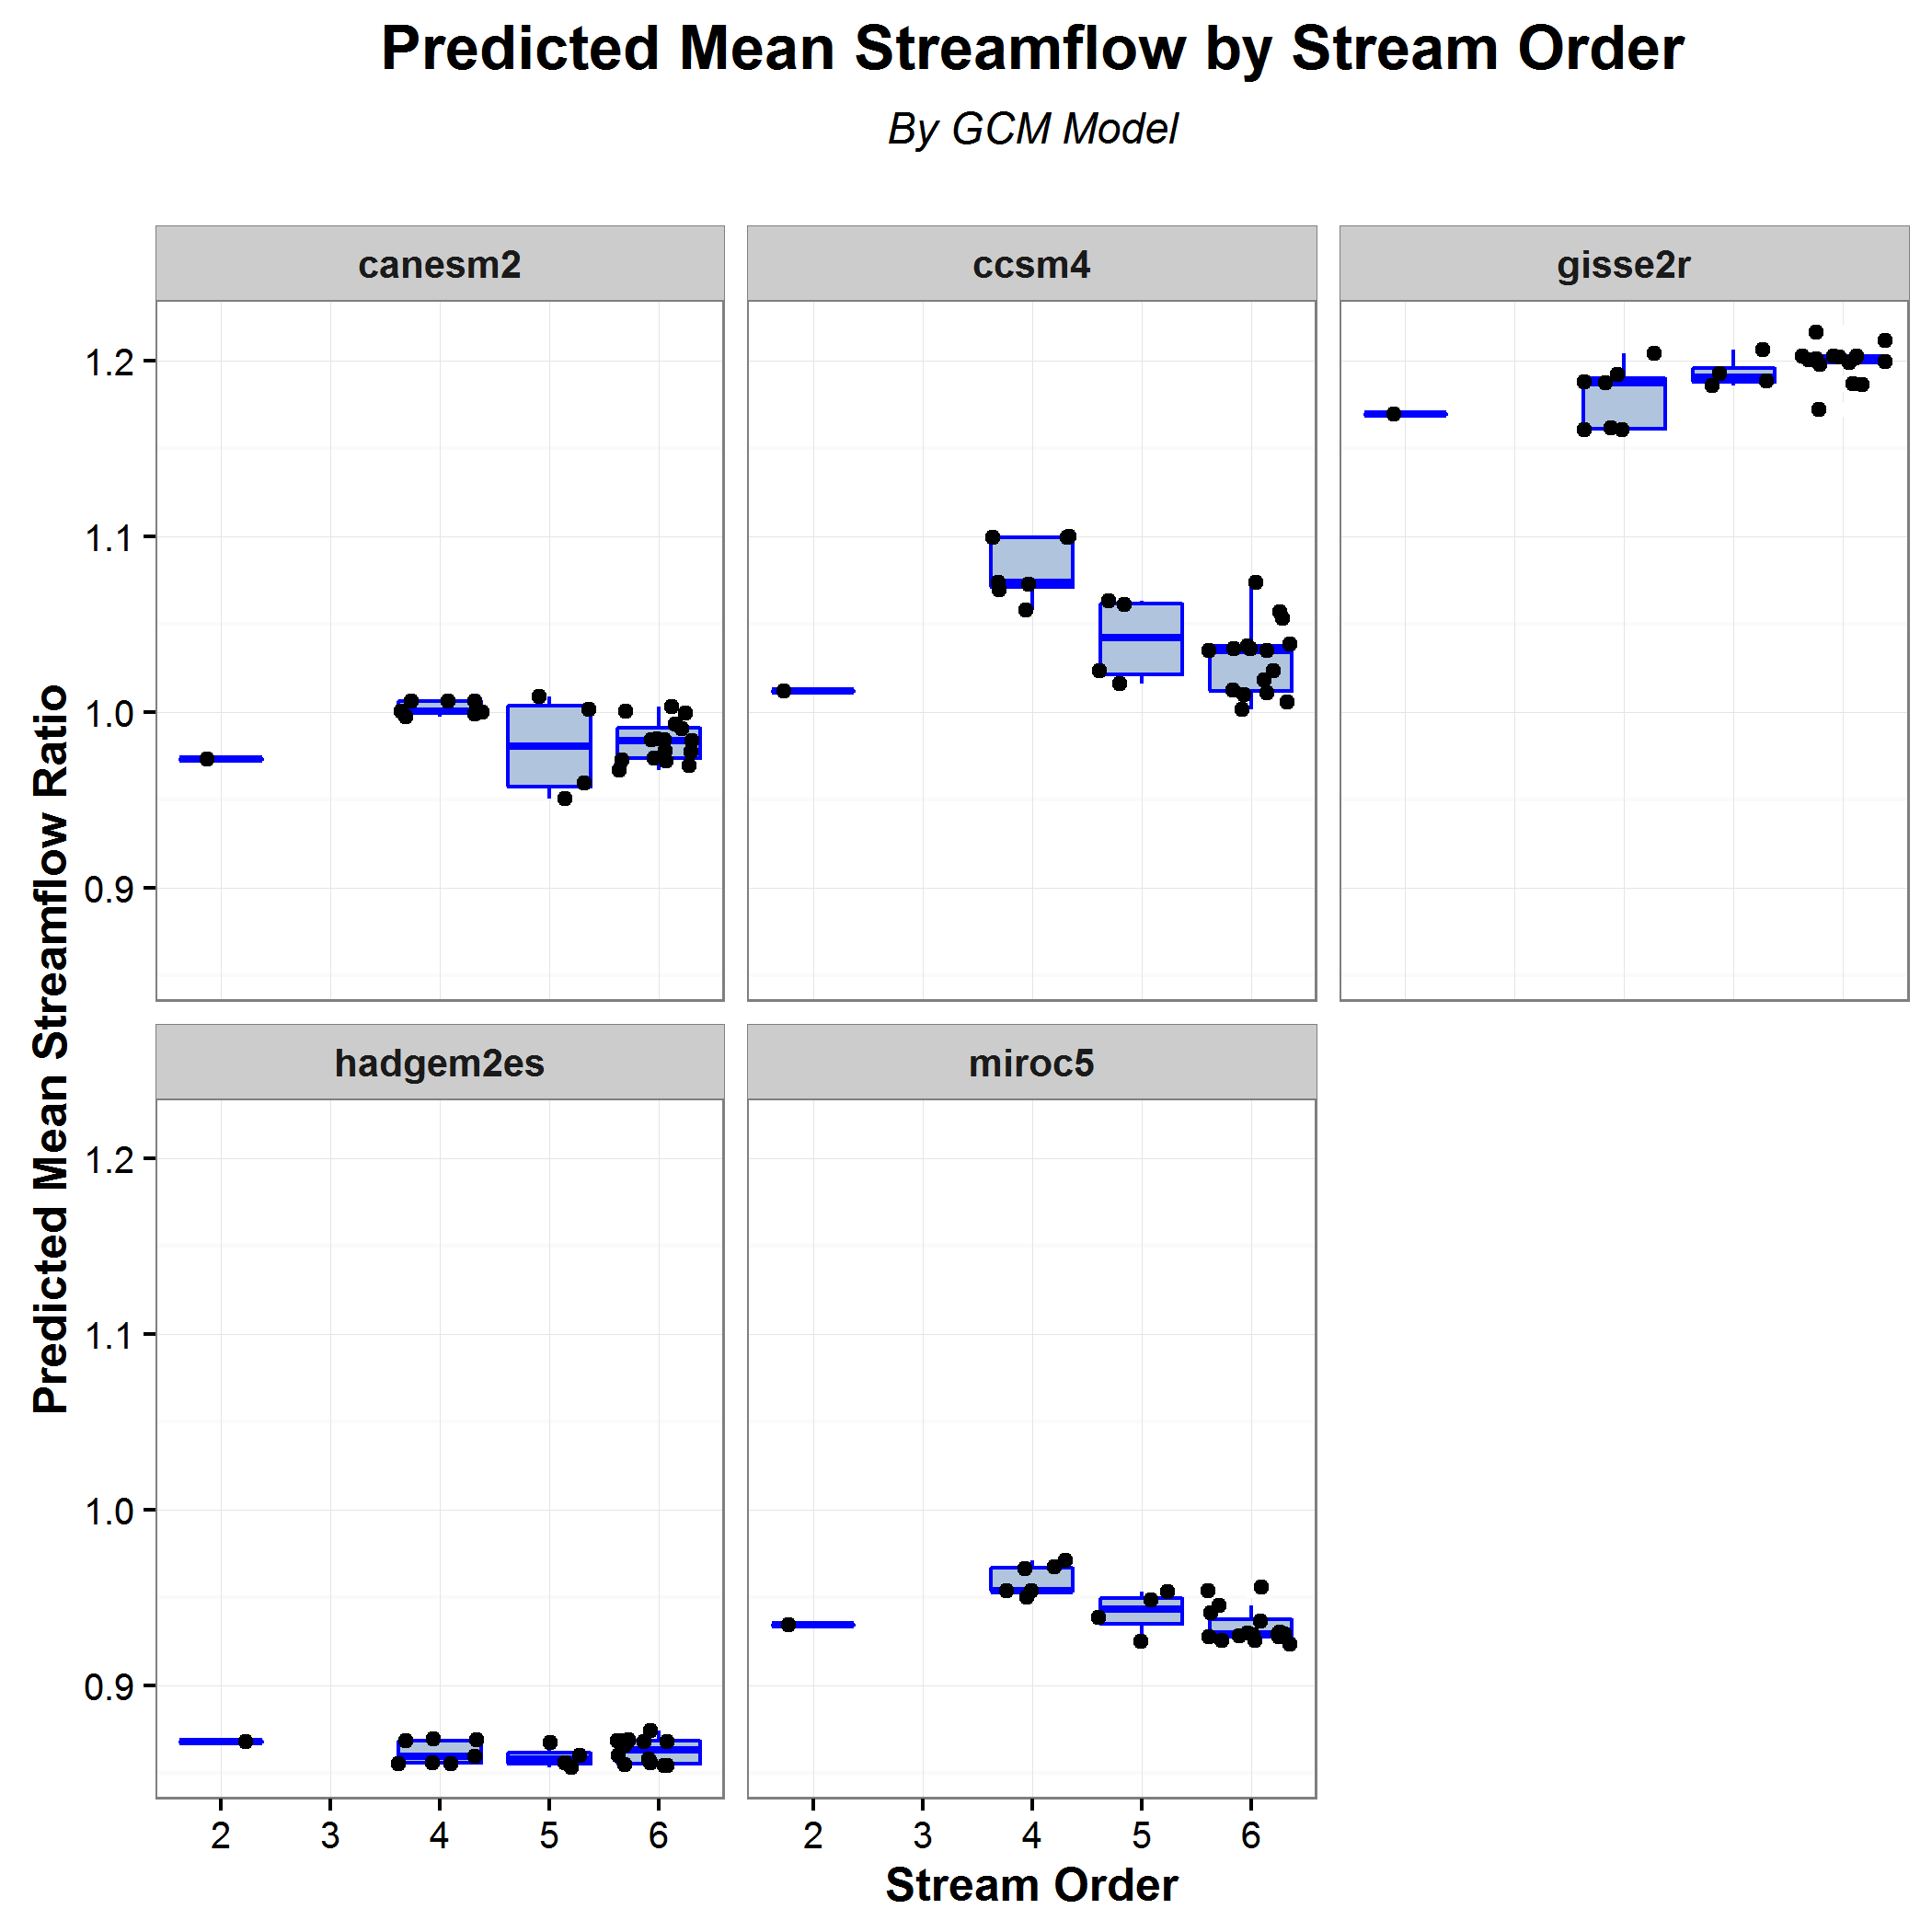 Predicted Mean Streamflow by Stream Order
By GCM Model
canesm2
ccsm4
gisse2r
1.2
1.1
1.0
0.9
Predicted Mean Streamflow Ratio
hadgem2es
miroc5
1.2
1.1
1.0
0.9
2 3 4 5 6
2 3 4 5 6
Stream Order